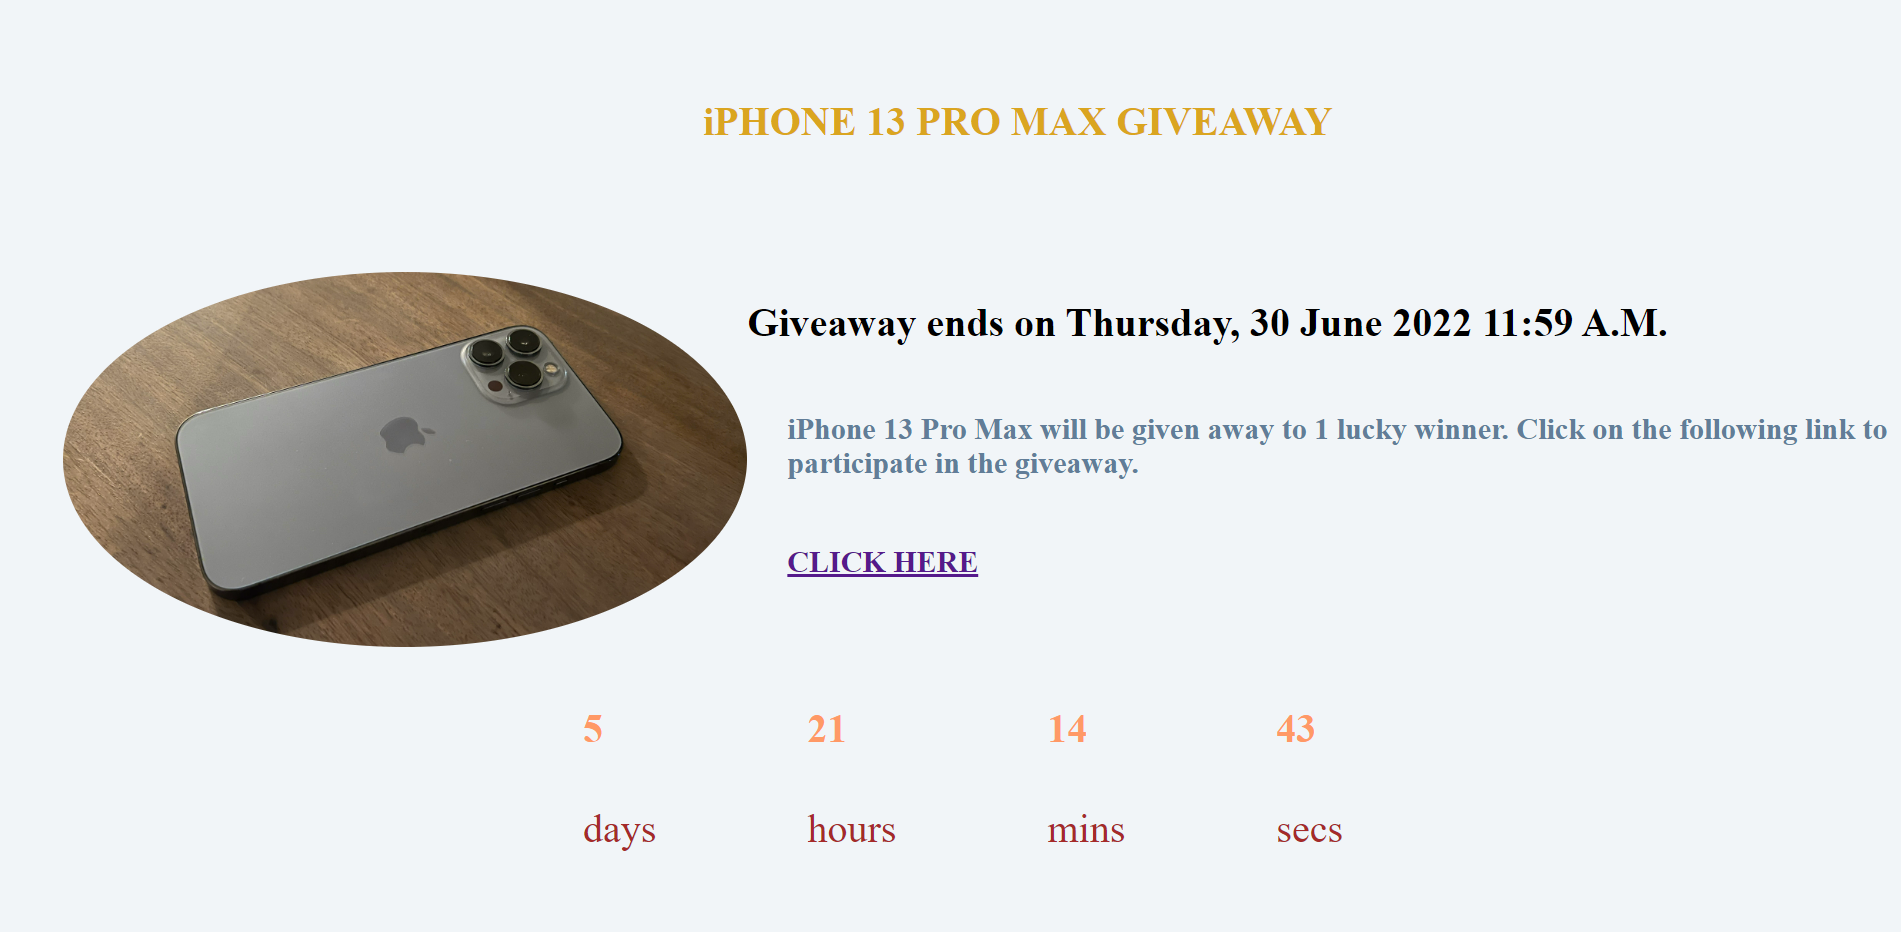 iPHONE 13 PRO MAX GIVEAWAY
Giveaway ends on Thursday, 30 June 2022 11:59 A.M.
iPhone 13 Pro Max will be given away to 1 lucky winner. Click on the following link to
participate in the giveaway.
CLICK HERE
5 21 14 43
days hours mins secs